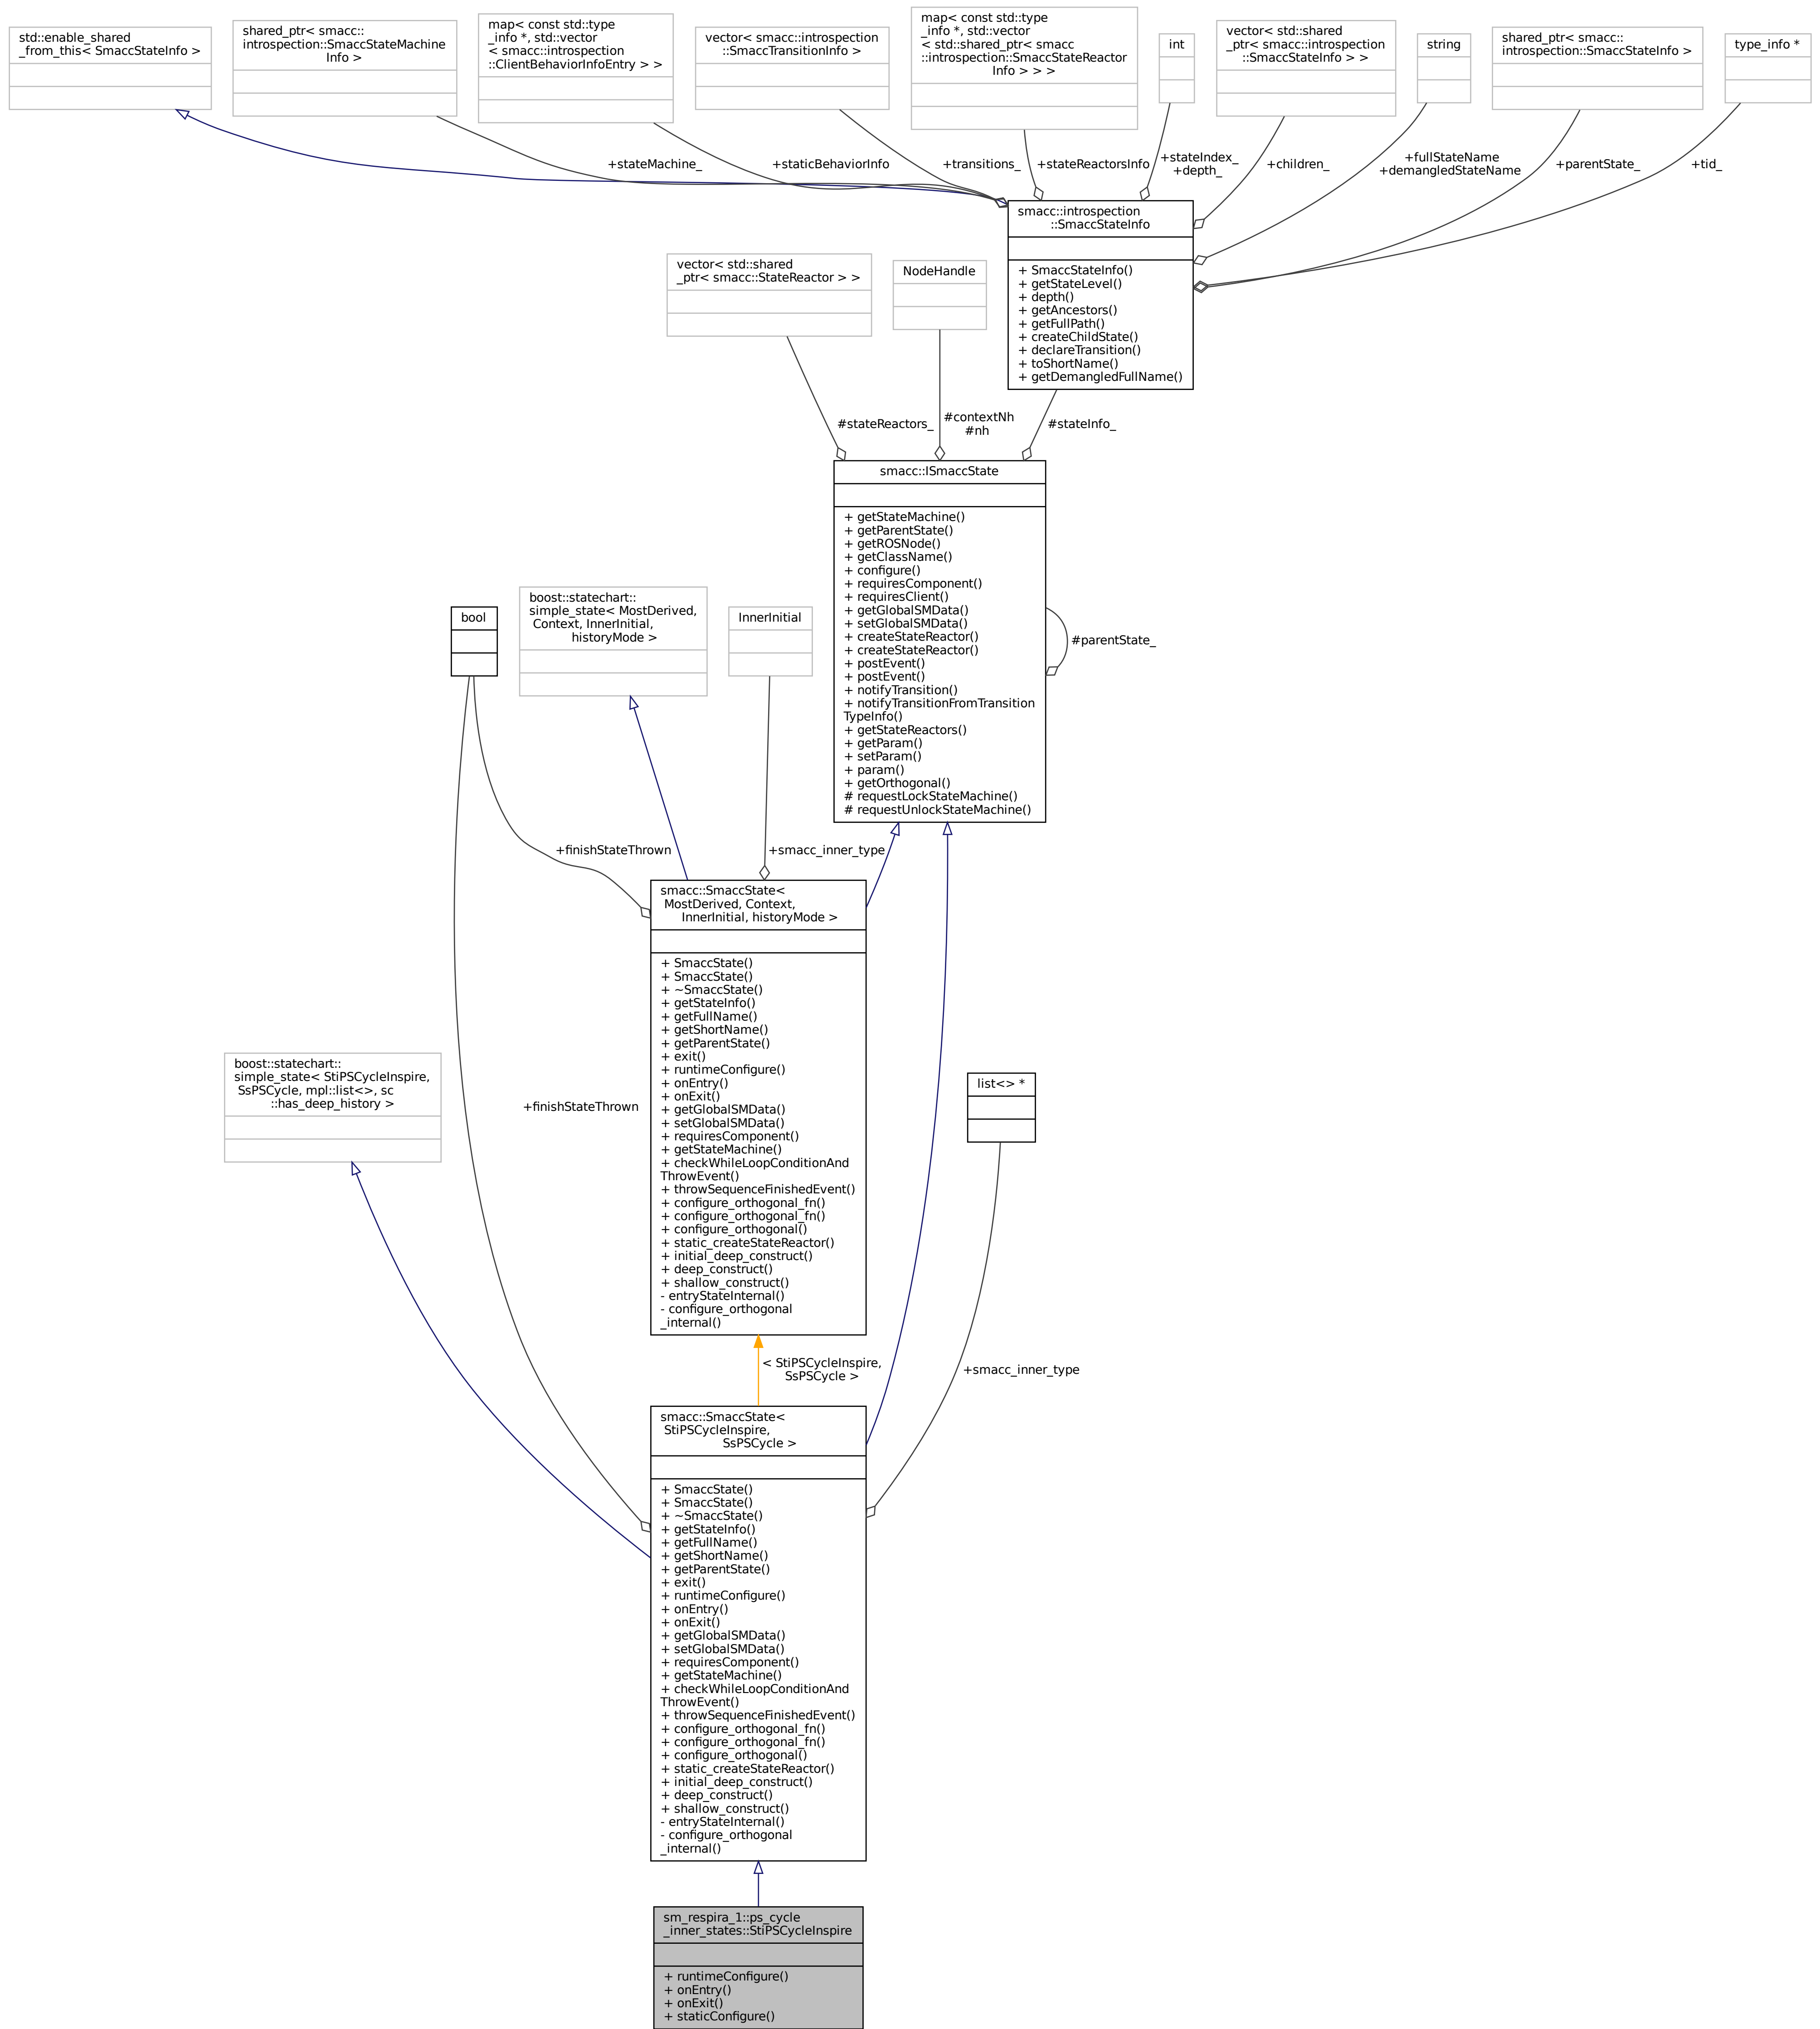 std::enable_shared
_from_this< SmaccStateInfo >
shared_ptr< smacc::
introspection::SmaccStateMachine
Info >
map< const std::type
_info *, std::vector
< smacc::introspection
::ClientBehaviorInfoEntry > >
vector< smacc::introspection
::SmaccTransitionInfo >
map< const std::type
_info *, std::vector
< std::shared_ptr< smacc
::introspection::SmaccStateReactor
Info > > >
int
vector< std::shared
_ptr< smacc::introspection
::SmaccStateInfo > >
string
shared_ptr< smacc::
introspection::SmaccStateInfo >
type_info *
+stateMachine_
+staticBehaviorInfo
+transitions_
+stateReactorsInfo
+stateIndex_
+depth_
+children_
+fullStateName
+demangledStateName
+parentState_
+tid_
smacc::introspection
::SmaccStateInfo
+ SmaccStateInfo()
+ getStateLevel()
+ depth()
+ getAncestors()
+ getFullPath()
+ createChildState()
+ declareTransition()
+ toShortName()
+ getDemangledFullName()
vector< std::shared
_ptr< smacc::StateReactor > >
NodeHandle
#stateReactors_
#contextNh
#nh
#stateInfo_
smacc::ISmaccState
+ getStateMachine()
+ getParentState()
+ getROSNode()
+ getClassName()
+ configure()
+ requiresComponent()
+ requiresClient()
+ getGlobalSMData()
+ setGlobalSMData()
+ createStateReactor()
+ createStateReactor()
+ postEvent()
+ postEvent()
+ notifyTransition()
+ notifyTransitionFromTransition
TypeInfo()
+ getStateReactors()
+ getParam()
+ setParam()
+ param()
+ getOrthogonal()
# requestLockStateMachine()
# requestUnlockStateMachine()
#parentState_
bool
boost::statechart::
simple_state< MostDerived,
Context, InnerInitial,
historyMode >
InnerInitial
+finishStateThrown
+smacc_inner_type
smacc::SmaccState<
MostDerived, Context,
InnerInitial, historyMode >
+ SmaccState()
+ SmaccState()
+ ~SmaccState()
+ getStateInfo()
+ getFullName()
+ getShortName()
+ getParentState()
+ exit()
+ runtimeConfigure()
+ onEntry()
+ onExit()
+ getGlobalSMData()
+ setGlobalSMData()
+ requiresComponent()
+ getStateMachine()
+ checkWhileLoopConditionAnd
ThrowEvent()
+ throwSequenceFinishedEvent()
+ configure_orthogonal_fn()
+ configure_orthogonal_fn()
+ configure_orthogonal()
+ static_createStateReactor()
+ initial_deep_construct()
+ deep_construct()
+ shallow_construct()
- entryStateInternal()
- configure_orthogonal
_internal()
boost::statechart::
simple_state< StiPSCycleInspire,
SsPSCycle, mpl::list<>, sc
::has_deep_history >
+finishStateThrown
list<> *
< StiPSCycleInspire,
SsPSCycle >
+smacc_inner_type
smacc::SmaccState<
StiPSCycleInspire,
SsPSCycle >
+ SmaccState()
+ SmaccState()
+ ~SmaccState()
+ getStateInfo()
+ getFullName()
+ getShortName()
+ getParentState()
+ exit()
+ runtimeConfigure()
+ onEntry()
+ onExit()
+ getGlobalSMData()
+ setGlobalSMData()
+ requiresComponent()
+ getStateMachine()
+ checkWhileLoopConditionAnd
ThrowEvent()
+ throwSequenceFinishedEvent()
+ configure_orthogonal_fn()
+ configure_orthogonal_fn()
+ configure_orthogonal()
+ static_createStateReactor()
+ initial_deep_construct()
+ deep_construct()
+ shallow_construct()
- entryStateInternal()
- configure_orthogonal
_internal()
sm_respira_1::ps_cycle
_inner_states::StiPSCycleInspire
+ runtimeConfigure()
+ onEntry()
+ onExit()
+ staticConfigure()